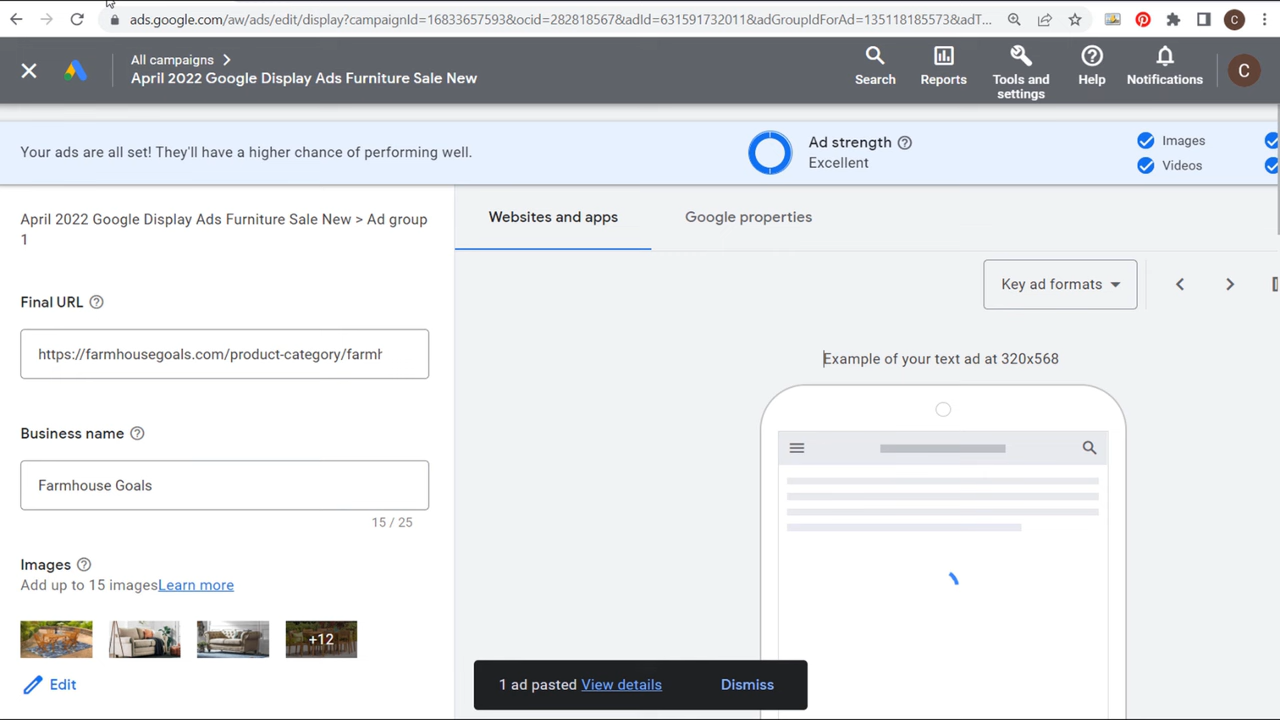 ads.google.com/aw/ads/edit/display?campaignId=16833657593&ocid=282818567&adId=631591732011&adGroupIdForAd=135118185573&adT...
C
All campaigns
April 2022 Google Display Ads Furniture Sale New
Search
Reports
Tools and
settings
Help
Notifications
C
Your ads are all set! They'll have a higher chance of performing well.
Ad strength
Excellent
Images
Videos
April 2022 Google Display Ads Furniture Sale New > Ad group
1
Websites and apps
Google properties
Final URL
Key ad formats
https://farmhousegoals.com/product-category/farmh
Example of your text ad at 320x568
Business name
Farmhouse Goals
15 / 25
Images
Add up to 15 imagesLearn more
+12
Edit
1 ad pasted View details Dismiss